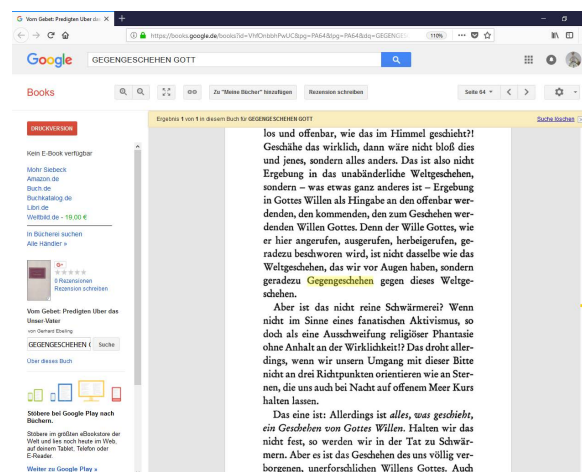 Vom Gebet: Predigten Über das
https://books.google.de/books?id=VhfOnbbhPwUC&pg=PA64&lpg=PA64&dq=GEGENGE
110%
Google
GEGENGESCHEHEN GOTT
Books
Zu "Meine Bücher" hinzufügen
Rezension schreiben
Seite 64
Ergebnis 1 von 1 in diesem Buch für GEGENGESCHEHEN GOTT
Suche löschen
DRUCKVERSION
Kein E-Book verfügbar
Mohr Siebeck
Amazon.de
Buch.de
Buchkatalog.de
Libri.de
Weltbild.de - 19,00 €
In Bücherei suchen
Alle Händler »
G+
0 Rezensionen
Rezension schreiben
Vom Gebet: Predigten Über das
Unser-Vater
von Gerhard Ebeling
GEGENGESCHEHEN (
Suche
Über dieses Buch
Stöbere bei Google Play nach
Büchern.
Stöbere im größten eBookstore der
Welt und lies noch heute im Web,
auf deinem Tablet, Telefon oder
E-Reader.
Weiter zu Google Play »
los und offenbar, wie das im Himmel geschieht?!
Geschähe das wirklich, dann wäre nicht bloß dies
und jenes, sondern alles anders. Das ist also nicht
Ergebung in das unabänderliche Weltgeschehen,
sondern – was etwas ganz anderes ist – Ergebung
in Gottes Willen als Hingabe an den offenbar wer-
denden, den kommenden, den zum Geschehen wer-
denden Willen Gottes. Denn der Wille Gottes, wie
er hier angerufen, ausgerufen, herbeigerufen, ge-
radezu beschworen wird, ist nicht dasselbe wie das
Weltgeschehen, das wir vor Augen haben, sondern
geradezu Gegengeschehen gegen dieses Weltge-
schehen.
Aber ist das nicht reine Schwärmerei? Wenn
nicht im Sinne eines fanatischen Aktivismus, so
doch als eine Ausschweifung religiöser Phantasie
ohne Anhalt an der Wirklichkeit!? Das droht aller-
dings, wenn wir unsern Umgang mit dieser Bitte
nicht an drei Richtpunkten orientieren wie an Ster-
nen, die uns auch bei Nacht auf offenem Meer Kurs
halten lassen.
Das eine ist: Allerdings ist alles, was geschieht,
ein Geschehen von Gottes Willen. Halten wir das
nicht fest, so werden wir in der Tat zu Schwär-
mern. Aber es ist das Geschehen des uns völlig ver-
borgenen, unerforschlichen Willens Gottes. Auch